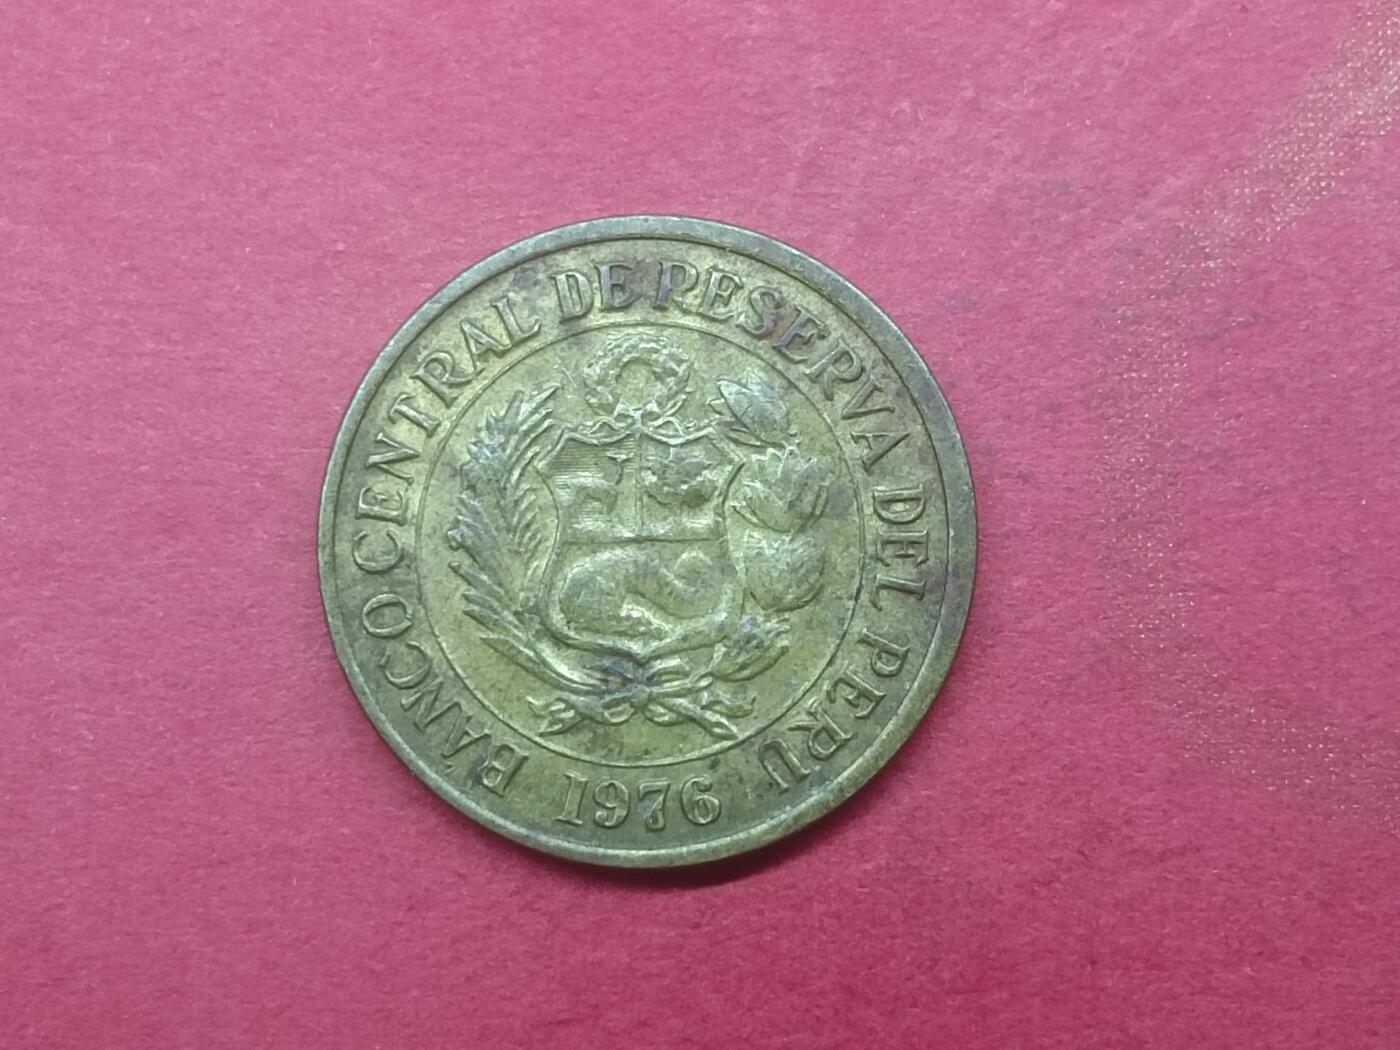 BANCO CENTRAL DE RESERVA DEL PERU
1976